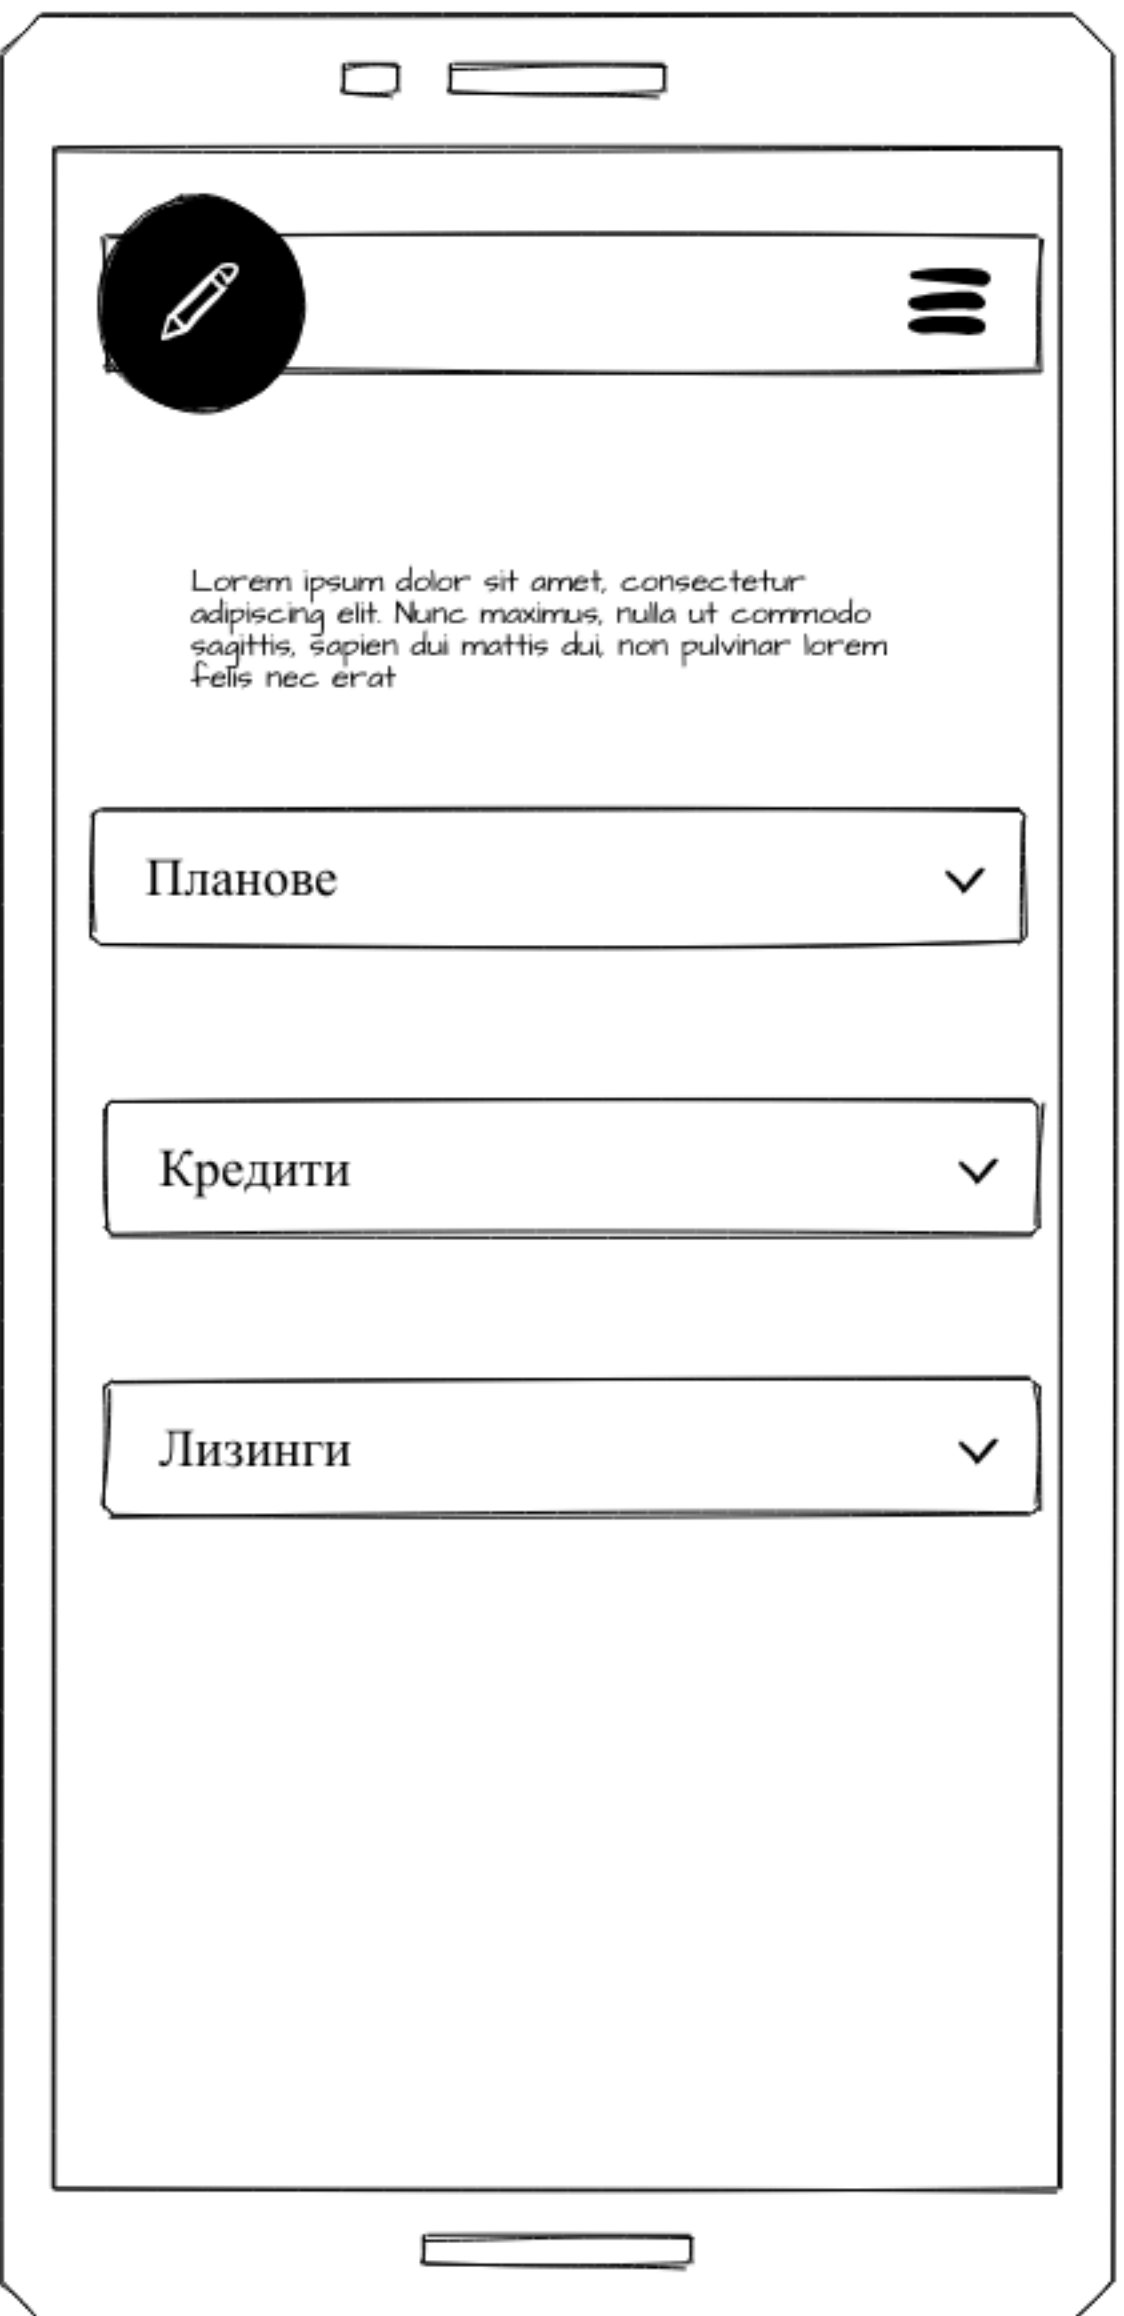 Lorem ipsum dolor sit amet, consectetur
adipiscing elit. Nunc maximus, nulla ut commodo
sagittis, sapien dui mattis dui, non pulvinar lorem
felis nec erat
Планове
Кредити
Лизинги